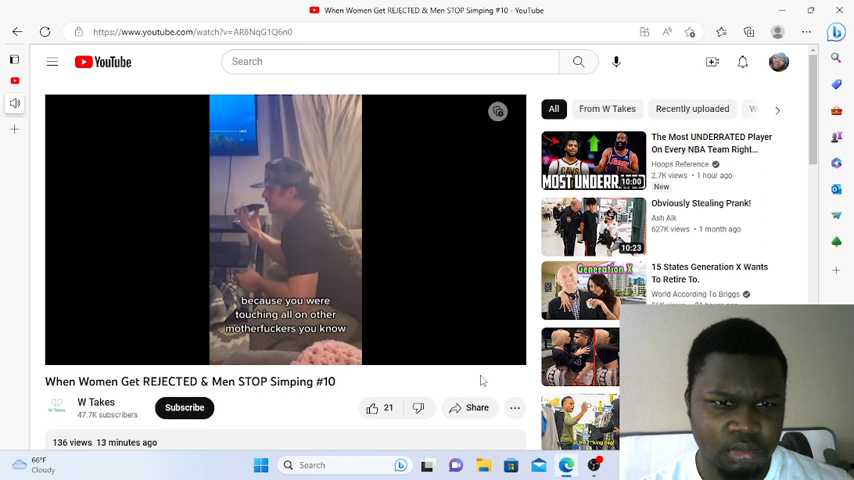 When Women Get REJECTED & Men STOP Simping #10 - YouTube
https://www.youtube.com/watch?v=AR8NqG1Q6n0
YouTube
Search
because you were
touching all on other
motherfuckers you know
When Women Get REJECTED & Men STOP Simping #10
W Takes
47.7K subscribers
Subscribe
21
Share
136 views 13 minutes ago
All
From W Takes
Recently uploaded
MOST UNDERR
10:00
The Most UNDERRATED Player
On Every NBA Team Right...
Hoops Reference
2.7K views • 1 hour ago
New
10:23
Obviously Stealing Prank!
Ash Alk
627K views • 1 month ago
Generation X
15 States Generation X Wants
To Retire To.
World According To Briggs
66°F
Cloudy
Search